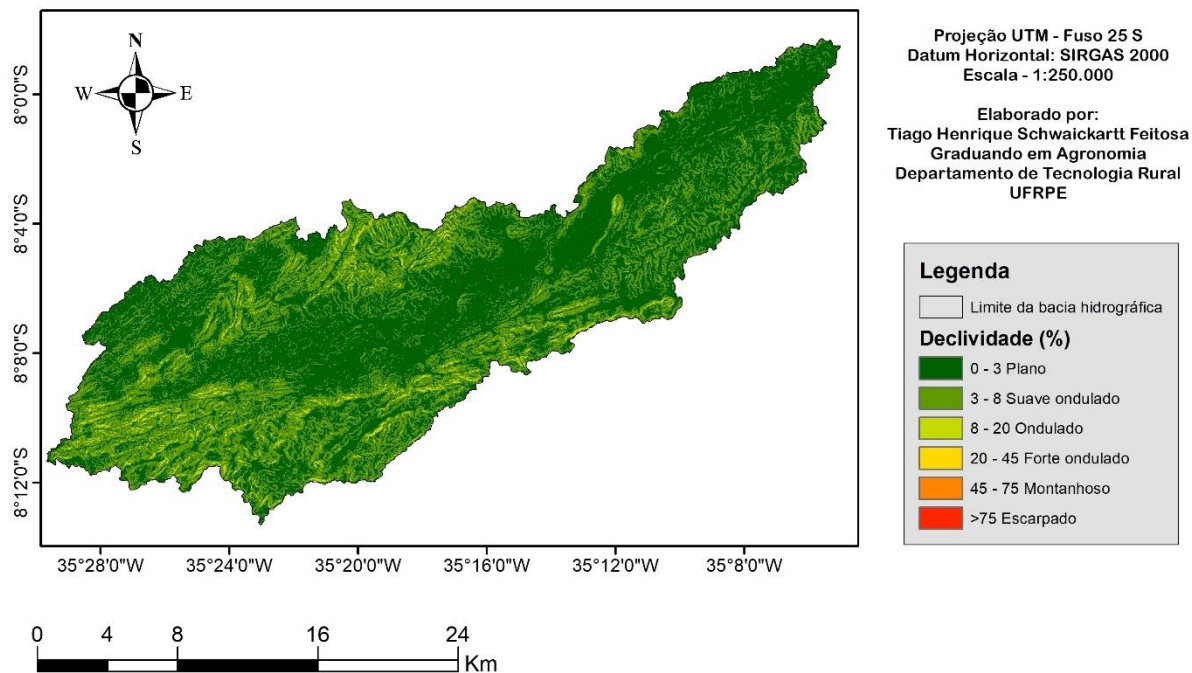 N
W E
S
8°0'0"S
8°4'0"S
8°8'0"S
8°12'0"S
35°28'0"W 35°24'0"W 35°20'0"W 35°16'0"W 35°12'0"W 35°8'0"W
0 4 8 16 24
Km
Projeção UTM - Fuso 25 S
Datum Horizontal: SIRGAS 2000
Escala - 1:250.000
Elaborado por:
Tiago Henrique Schwaickartt Feitosa
Graduando em Agronomia
Departamento de Tecnologia Rural
UFRPE
Legenda
Limite da bacia hidrográfica
Declividade (%)
0 - 3 Plano
3 - 8 Suave ondulado
8 - 20 Ondulado
20 - 45 Forte ondulado
45 - 75 Montanhoso
>75 Escarpado